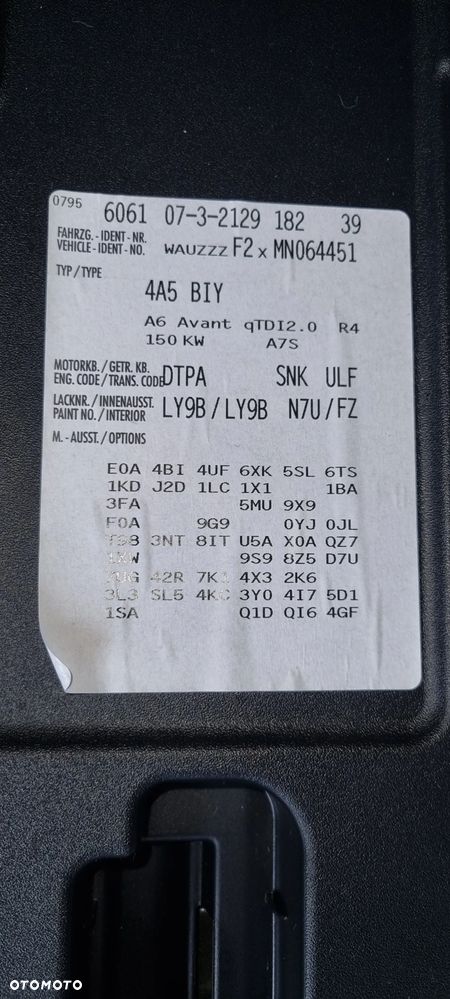 0795 6061 07-3-2129 182 39
FAHRZG.-IDENT-NR.
VEHICLE-IDENT-NO. WAUZZZ F2 x MN064451
TYP/TYPE
4A5 BIY
A6 Avant qTDI2.0 R4
150 KW A7S
MOTORKB./GETR.KB.
ENG.CODE/TRANS.CODE DTPA SNK ULF
LACKNR./INNENAUSST.
PAINT NO./INTERIOR LY9B/LY9B N7U/FZ
M.-AUSST./OPTIONS
E0A 4BI 4UF 6XK 5SL 6TS
1KD J2D 1LC 1X1 1BA
3FA 5MU 9X9
F0A 9G9 0YJ 0JL
3NT 8IT U5A X0A QZ7
9S9 8Z5 D7U
42R 4X3 2K6
3L3 SL5 4KC 3Y0 4I7 5D1
1SA Q1D QI6 4GF
OTOMOTO